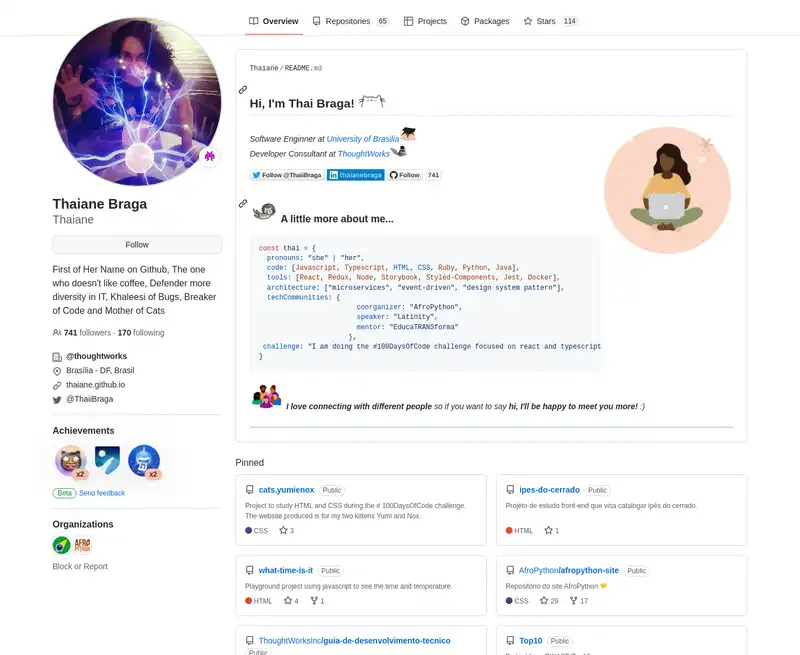 Overview
Repositories 65
Projects
Packages
Stars 114
Thaiane Braga
Thaiane
Follow
First of Her Name on Github, The one
who doesn't like coffee, Defender more
diversity in IT, Khaleesi of Bugs, Breaker
of Code and Mother of Cats
741 followers · 170 following
@thoughtworks
Brasília - DF, Brasil
thaiane.github.io
@ThaiiBraga
Achievements
x2
x2
Beta Send feedback
Organizations
AFRO
PYTHON
Block or Report
Thaiane / README.md
Hi, I'm Thai Braga!
Software Enginner at University of Brasilia
Developer Consultant at ThoughtWorks
Follow @ThaiiBraga
in thaianebraga
Follow 741
A little more about me...
const thai = {
pronouns: "she" | "her",
code: [Javascript, Typescript, HTML, CSS, Ruby, Python, Java],
tools: [React, Redux, Node, Storybook, Styled-Components, Jest, Docker],
architecture: ["microservices", "event-driven", "design system pattern"],
techCommunities: {
coorganizer: "AfroPython",
speaker: "Latinity",
mentor: "EducaTRANSforma"
},
challenge: "I am doing the #100DaysOfCode challenge focused on react and typescript
}
I love connecting with different people so if you want to say hi, I'll be happy to meet you more! :)
Pinned
cats.yumienox Public
Project to study HTML and CSS during the # 100DaysOfCode challenge.
The website produced is for my two kittens Yumi and Nox.
CSS 3
ipes-do-cerrado Public
Projeto de estudo front-end que visa catalogar ipês do cerrado.
HTML 1
what-time-is-it Public
Playground project using javascript to see the time and temperature.
HTML 4 1
AfroPython/afropython-site Public
Repositório do site AfroPython
CSS 29 17
ThoughtWorksInc/guia-de-desenvolvimento-tecnico
Public
Top10 Public